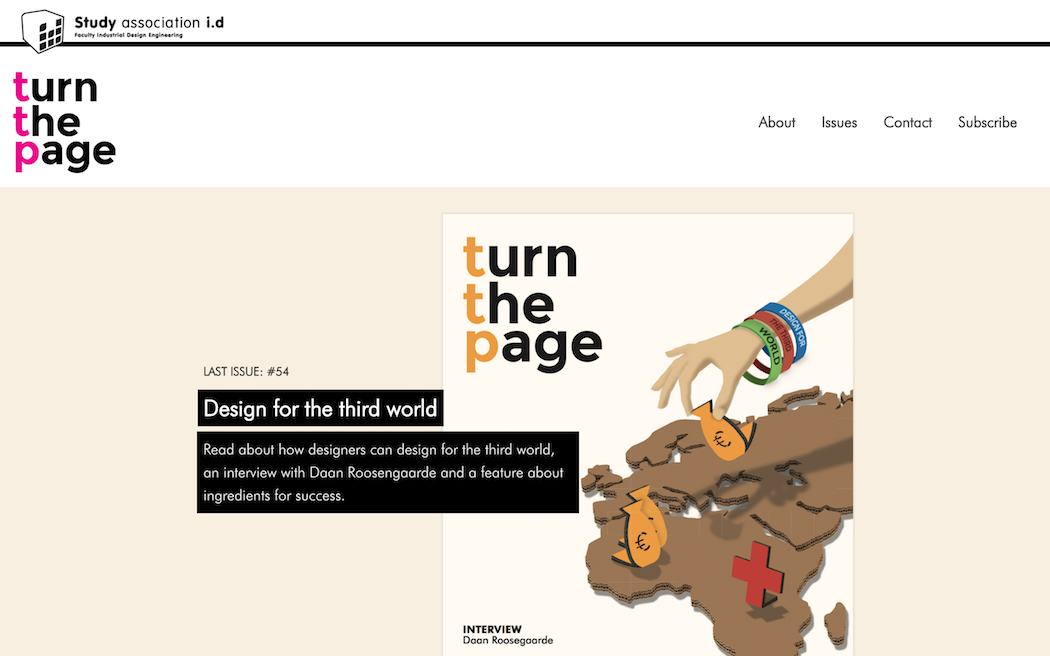 Study association i.d
Faculty Industrial Design Engineering
turn
the
page
About
Issues
Contact
Subscribe
turn
the
page
DESIGN FOR
THE THIRD
WORLD
LAST ISSUE: #54
Design for the third world
Read about how designers can design for the third world,
an interview with Daan Roosengaarde and a feature about
ingredients for success.
€
€
INTERVIEW
Daan Roosegaarde